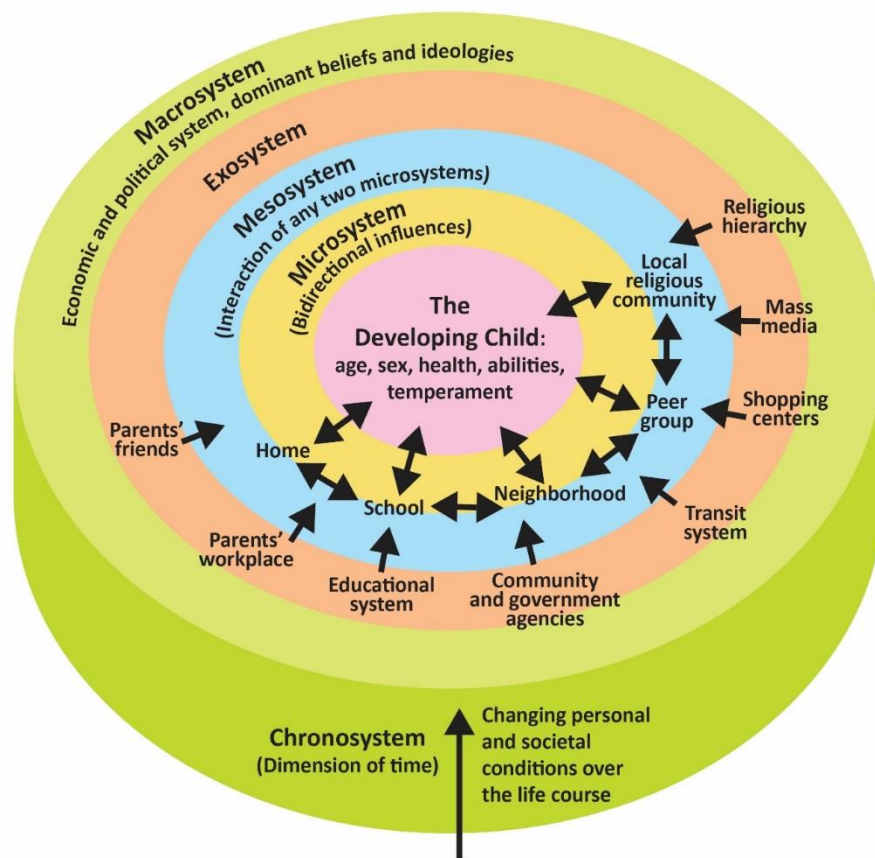 Macrosystem
Economic and political system, dominant beliefs and ideologies
Exosystem
Mesosystem
(Interaction of any two microsystems)
Microsystem
(Bidirectional influences)
The
Developing Child:
age, sex, health, abilities,
temperament
Religious
hierarchy
Local
religious
community
Mass
media
Shopping
centers
Peer
group
Parents’
friends
Home
School
Neighborhood
Transit
system
Parents’
workplace
Educational
system
Community
and government
agencies
Chronosystem
(Dimension of time)
Changing personal
and societal
conditions over
the life course